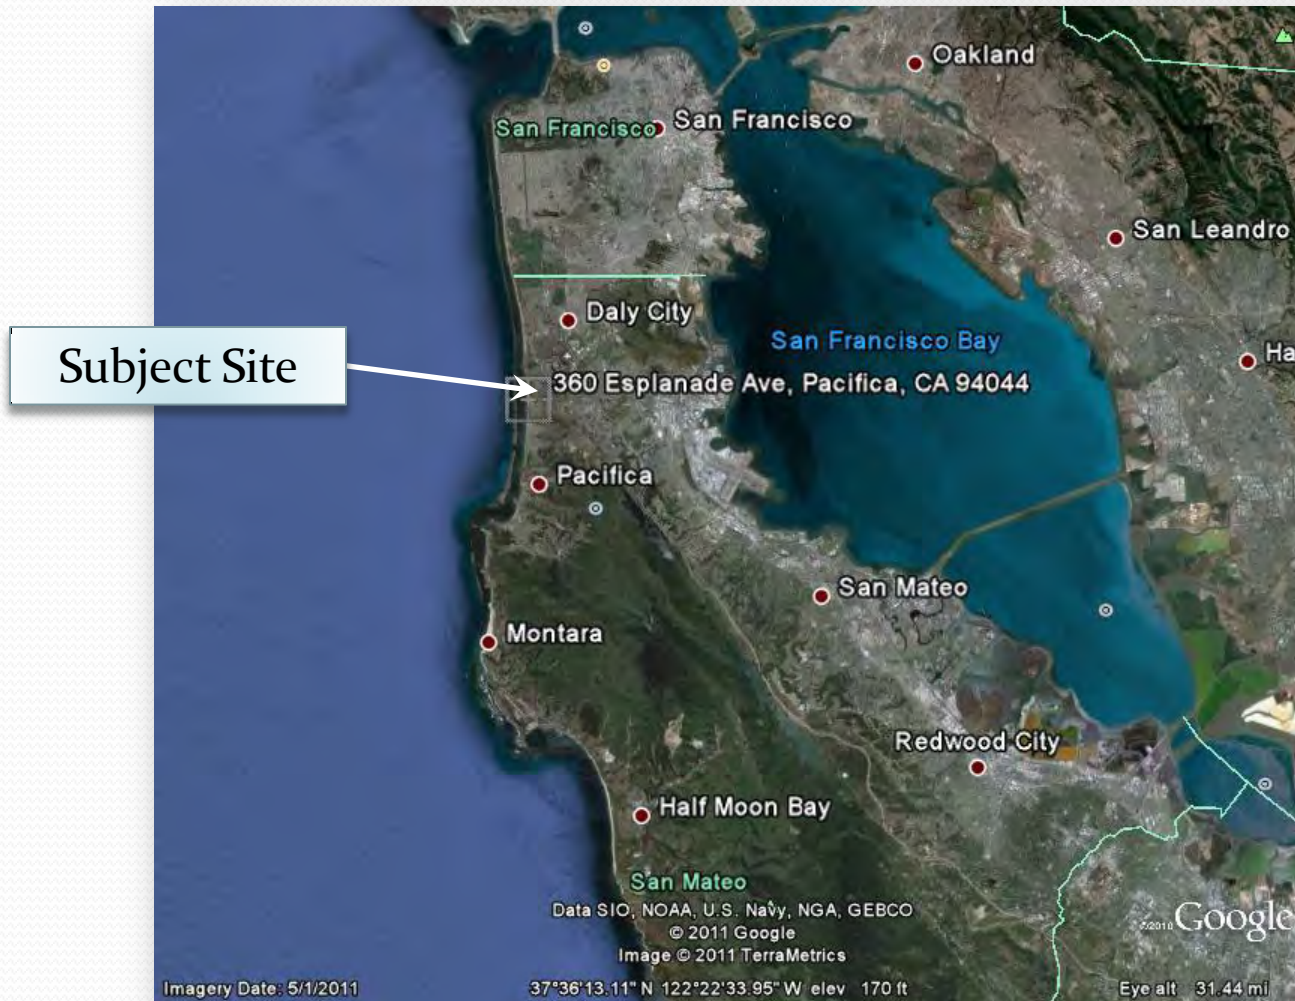 Oakland
San Francisco
San Francisco
San Leandro
Daly City
San Francisco Bay
Ha
Subject Site
360 Esplanade Ave, Pacifica, CA 94044
Pacifica
San Mateo
Montara
Redwood City
Half Moon Bay
San Mateo
Data SIO, NOAA, U.S. Navy, NGA, GEBCO
© 2011 Google
Image © 2011 TerraMetrics
©2010 Google
Imagery Date: 5/1/2011 37°36'13.11" N 122°22'33.95" W elev 170 ft Eye alt 31.44 mi